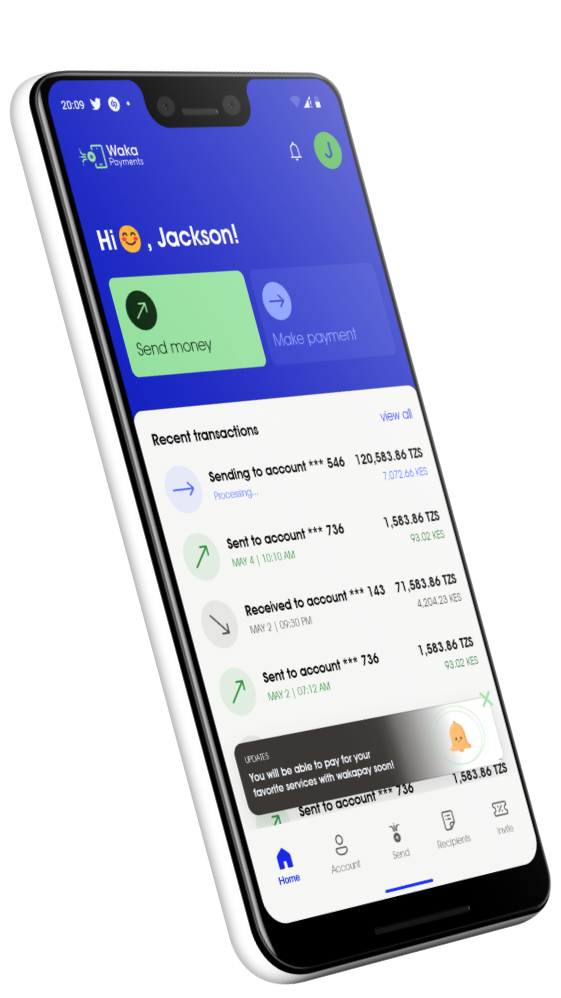 20:09
Waka
Payments
J
Hi 😊 , Jackson!
Send money
Make payment
Recent transactions
view all
Sending to account *** 546
120,583.86 TZS
Processing...
7,072.66 KES
Sent to account *** 736
1,583.86 TZS
MAY 4 | 10:10 AM
93.02 KES
Received to account *** 143
71,583.86 TZS
MAY 2 | 09:30 PM
4,204.23 KES
Sent to account *** 736
1,583.86 TZS
MAY 2 | 07:12 AM
93.02 KES
UPDATES
You will be able to pay for your
favorite services with wakapay soon!
Sent to account *** 736
1,583.86 TZS
Home
Account
Send
Recipients
Invite